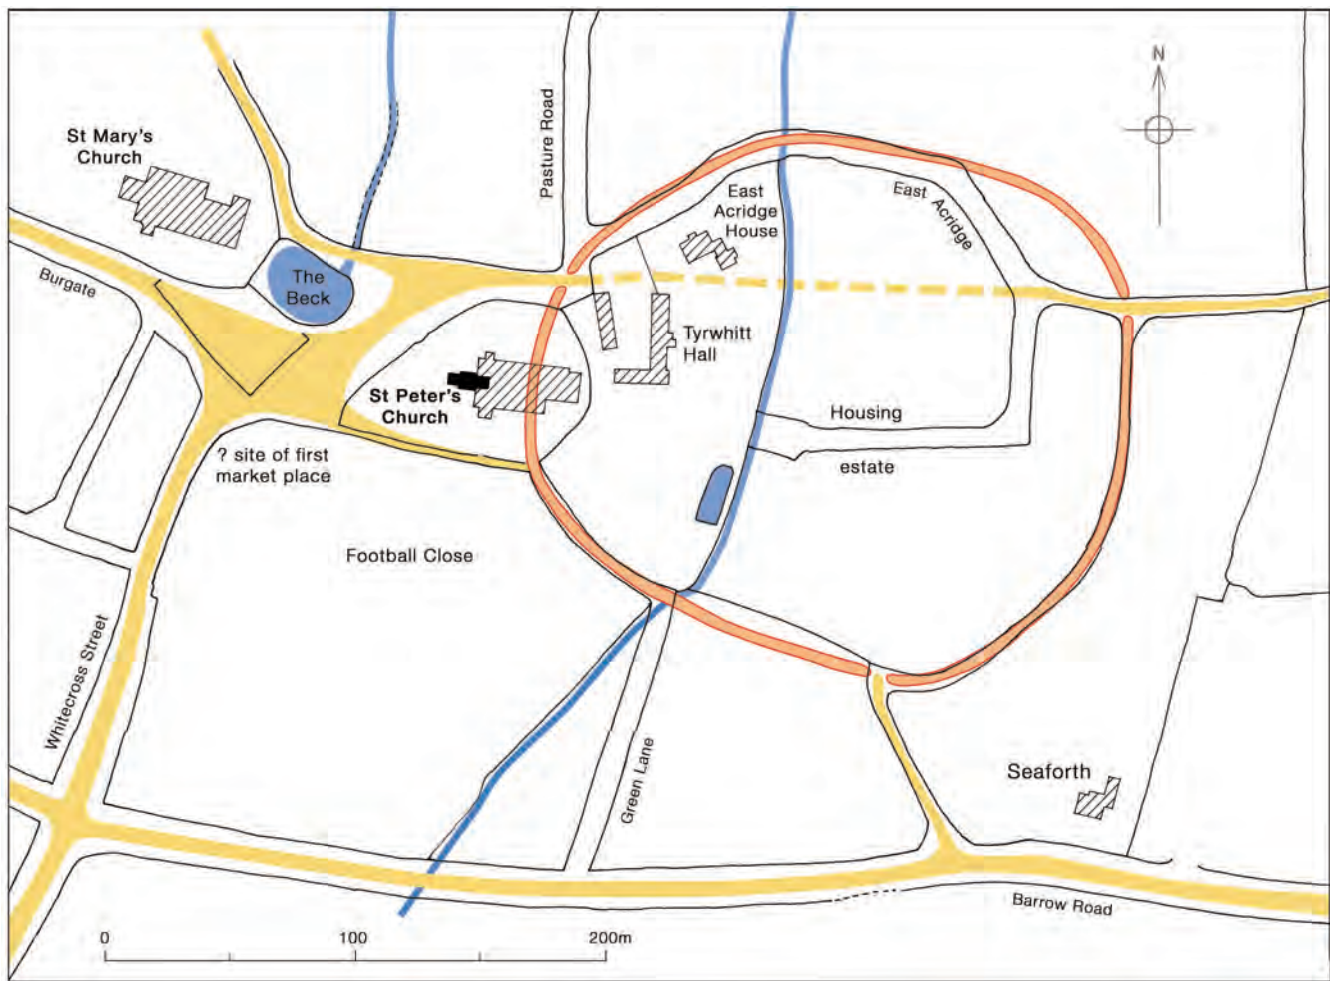 N
St Mary's
Church
Pasture Road
East
Acridge
House
East Acridge
Burgate
The
Beck
Tyrwhitt
Hall
St Peter's
Church
Housing
estate
? site of first
market place
Football Close
Whitecross Street
Green Lane
Seaforth
Barrow Road
0 100 200m